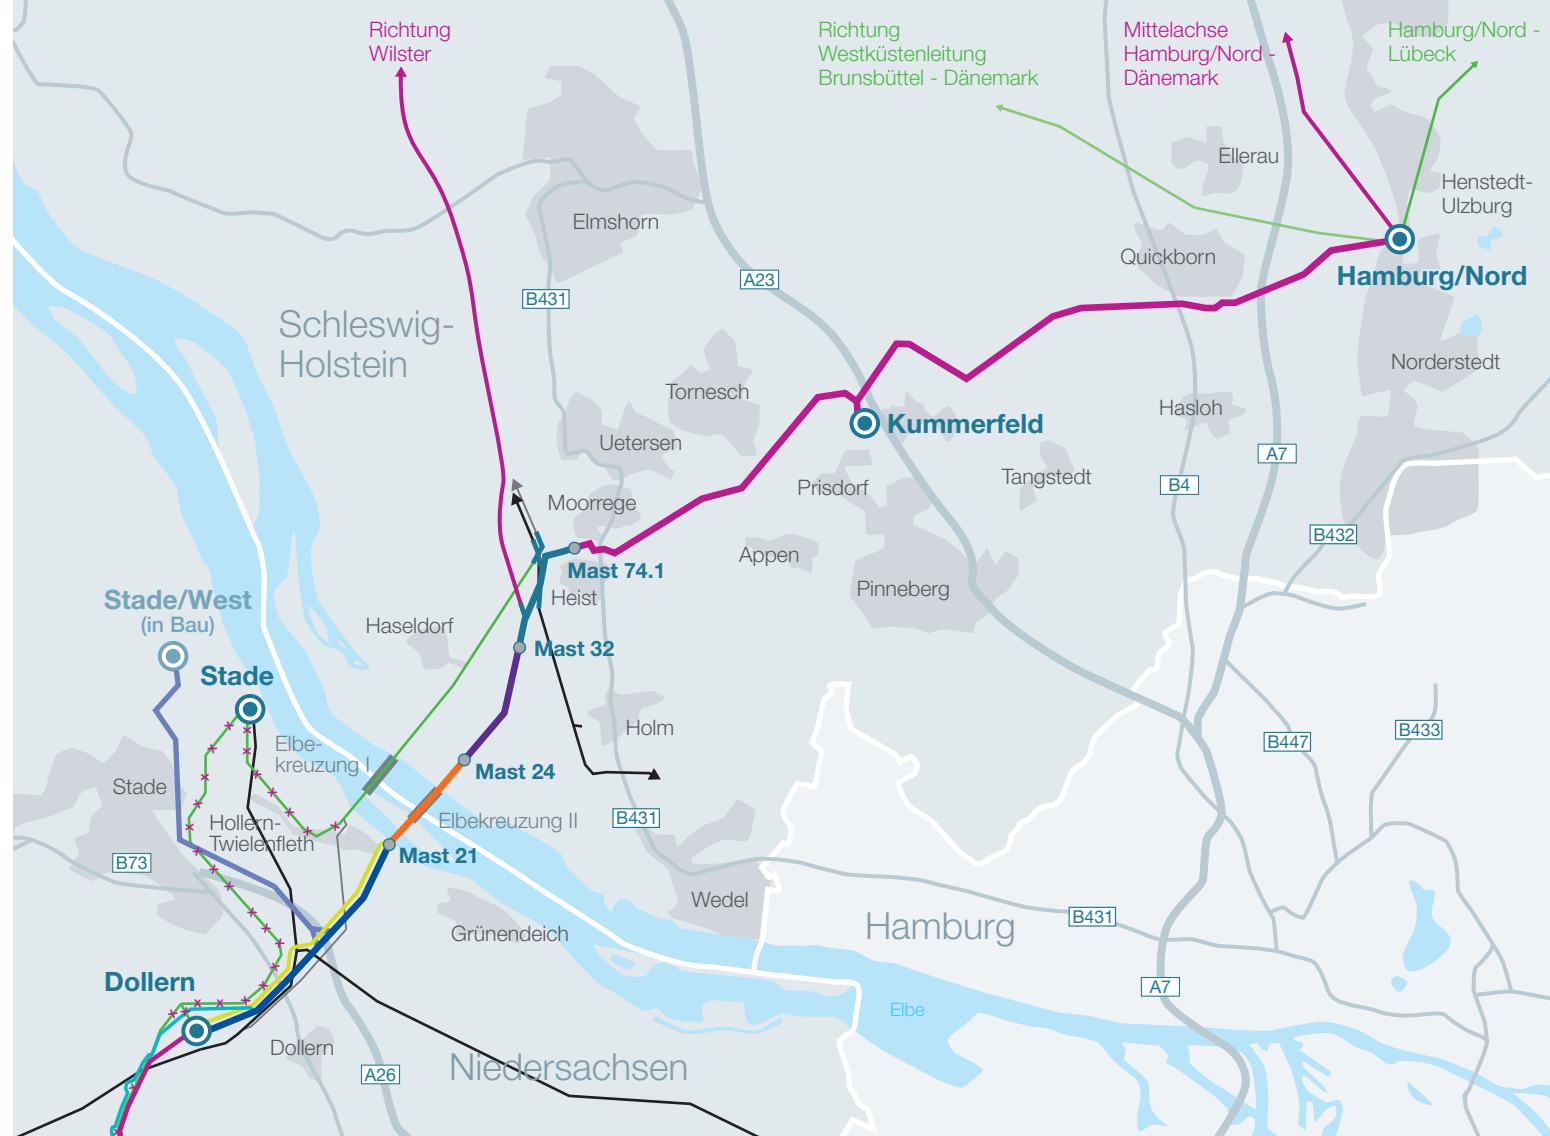 Richtung
Wilster
Richtung
Westküstenleitung
Brunsbüttel - Dänemark
Mittelachse
Hamburg/Nord -
Dänemark
Hamburg/Nord -
Lübeck
Ellerau
Henstedt-
Ulzburg
Elmshorn
Quickborn
Hamburg/Nord
A23
B431
Schleswig-
Holstein
Norderstedt
Tornesch
Hasloh
Kummerfeld
Uetersen
A7
Tangstedt
B4
Prisdorf
Moorrege
B432
Appen
Mast 74.1
Pinneberg
Heist
Stade/West
(in Bau)
Haseldorf
Mast 32
Stade
Holm
B433
Elbe-
kreuzung I
B447
Mast 24
Stade
B431
Hollern-
Twielenfleth
Elbekreuzung II
Mast 21
B73
Wedel
B431
Hamburg
Grünendeich
Dollern
A7
Elbe
Dollern
Niedersachsen
A26